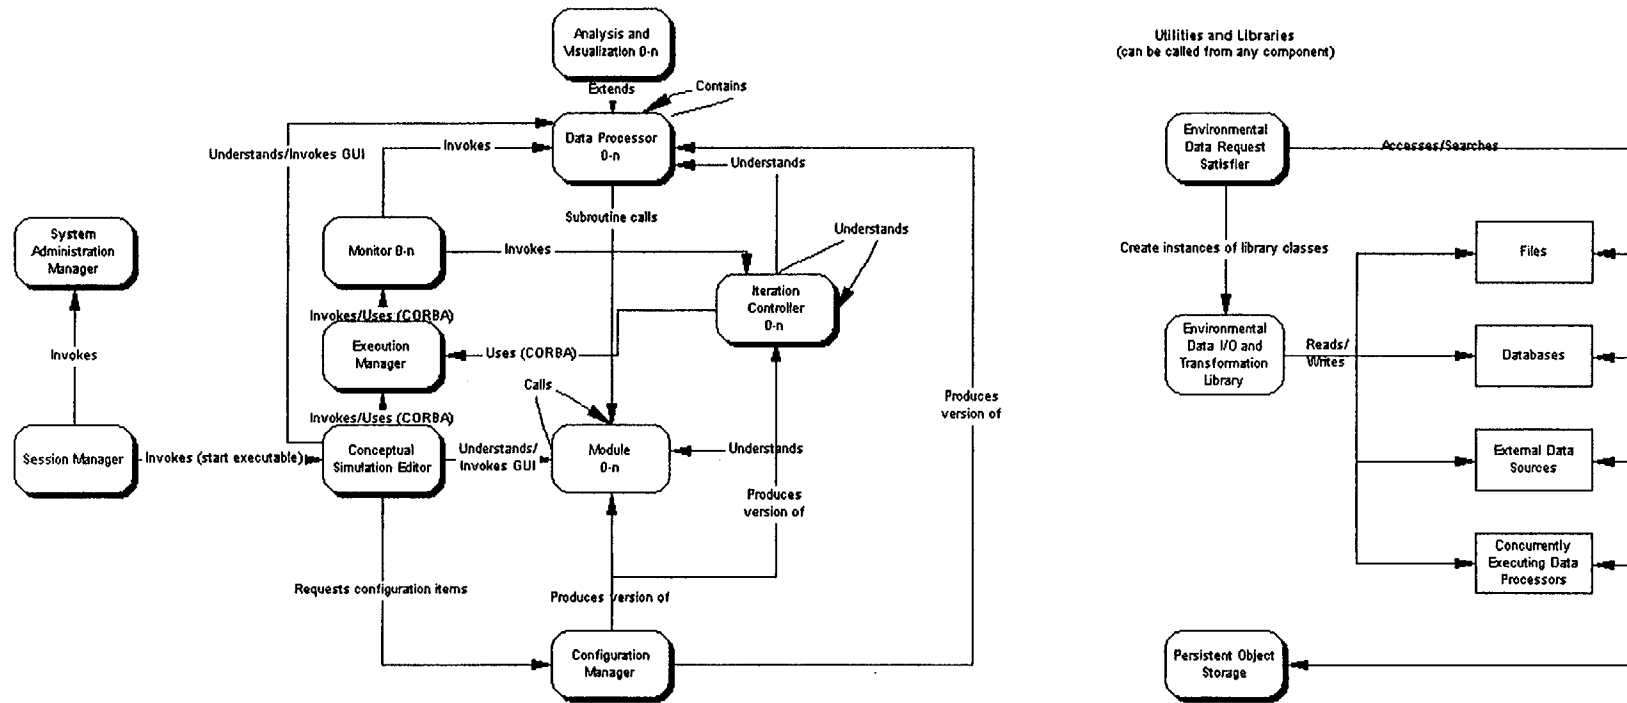 Analysis and
Visualization 0-n
Extends
Contains
Data Processor
0-n
Understands/Invokes GUI
Invokes
Understands
Subroutine calls
System
Administration
Manager
Monitor 0-n
Invokes
Understands
Iteration
Controller
0-n
Invokes/Uses (CORBA)
Execution
Manager
Uses (CORBA)
Invokes
Calls
Invokes/Uses (CORBA)
Produces
version of
Session Manager
Invokes (start executable)
Conceptual
Simulation Editor
Understands/
Invokes GUI
Module
0-n
Understands
Produces
version of
Requests configuration items
Produces version of
Configuration
Manager
Utilities and Libraries
(can be called from any component)
Environmental
Data Request
Satisfier
Accesses/Searches
Create instances of library classes
Files
Environmental
Data I/O and
Transformation
Library
Reads/
Writes
Databases
External Data
Sources
Concurrently
Executing Data
Processors
Persistent Object
Storage